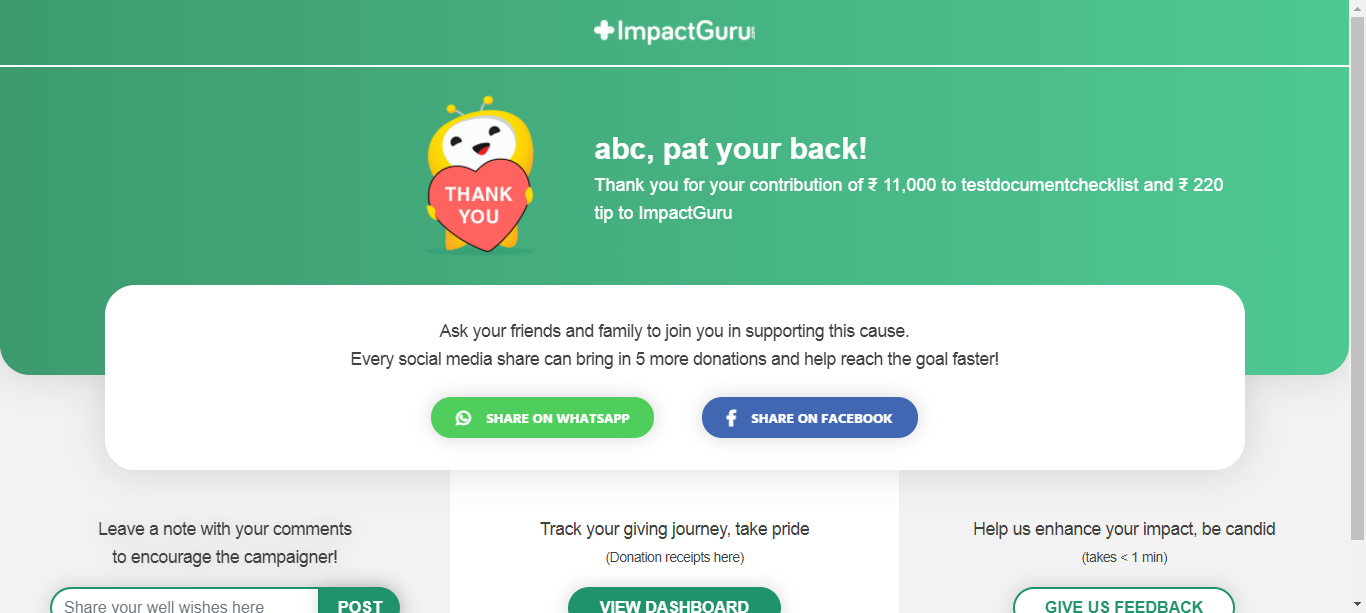 ImpactGuru.com
THANK
YOU
abc, pat your back!
Thank you for your contribution of ₹ 11,000 to testdocumentchecklist and ₹ 220
tip to ImpactGuru
Ask your friends and family to join you in supporting this cause.
Every social media share can bring in 5 more donations and help reach the goal faster!
SHARE ON WHATSAPP
SHARE ON FACEBOOK
Leave a note with your comments
to encourage the campaigner!
Share your well wishes here
POST
Track your giving journey, take pride
(Donation receipts here)
VIEW DASHBOARD
Help us enhance your impact, be candid
(takes < 1 min)
GIVE US FEEDBACK